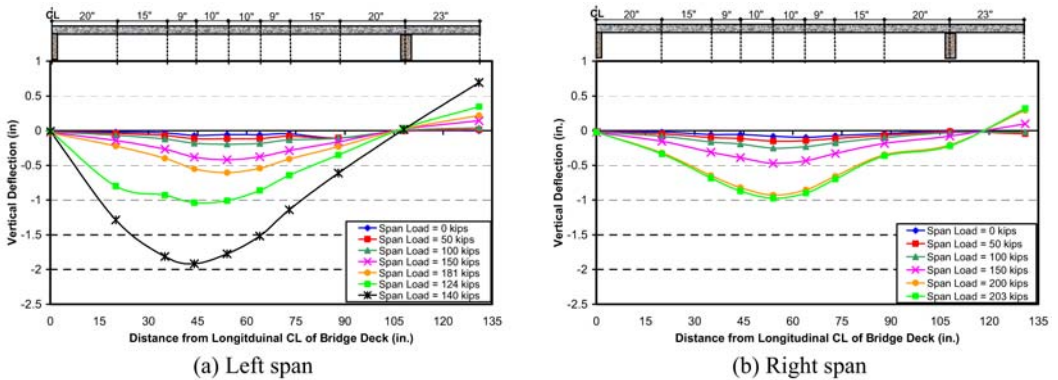 CL 20" 15" 9" 10" 10" 9" 15" 20" 23"
Vertical Deflection (in)
1
0.5
0
-0.5
-1
-1.5
-2
-2.5
Span Load = 0 kips
Span Load = 50 kips
Span Load = 100 kips
Span Load = 150 kips
Span Load = 181 kips
Span Load = 124 kips
Span Load = 140 kips
0 15 30 45 60 75 90 105 120 135
Distance from Longtiduinal CL of Bridge Deck (in.)
(a) Left span
CL 20" 15" 9" 10" 10" 9" 15" 20" 23"
Vertical Deflection (in.)
1
0.5
0
-0.5
-1
-1.5
-2
-2.5
Span Load = 0 kips
Span Load = 50 kips
Span Load = 100 kips
Span Load = 150 kips
Span Load = 200 kips
Span Load = 203 kips
0 15 30 45 60 75 90 105 120 135
Distance from Longitudinal CL of Bridge Deck (in.)
(b) Right span